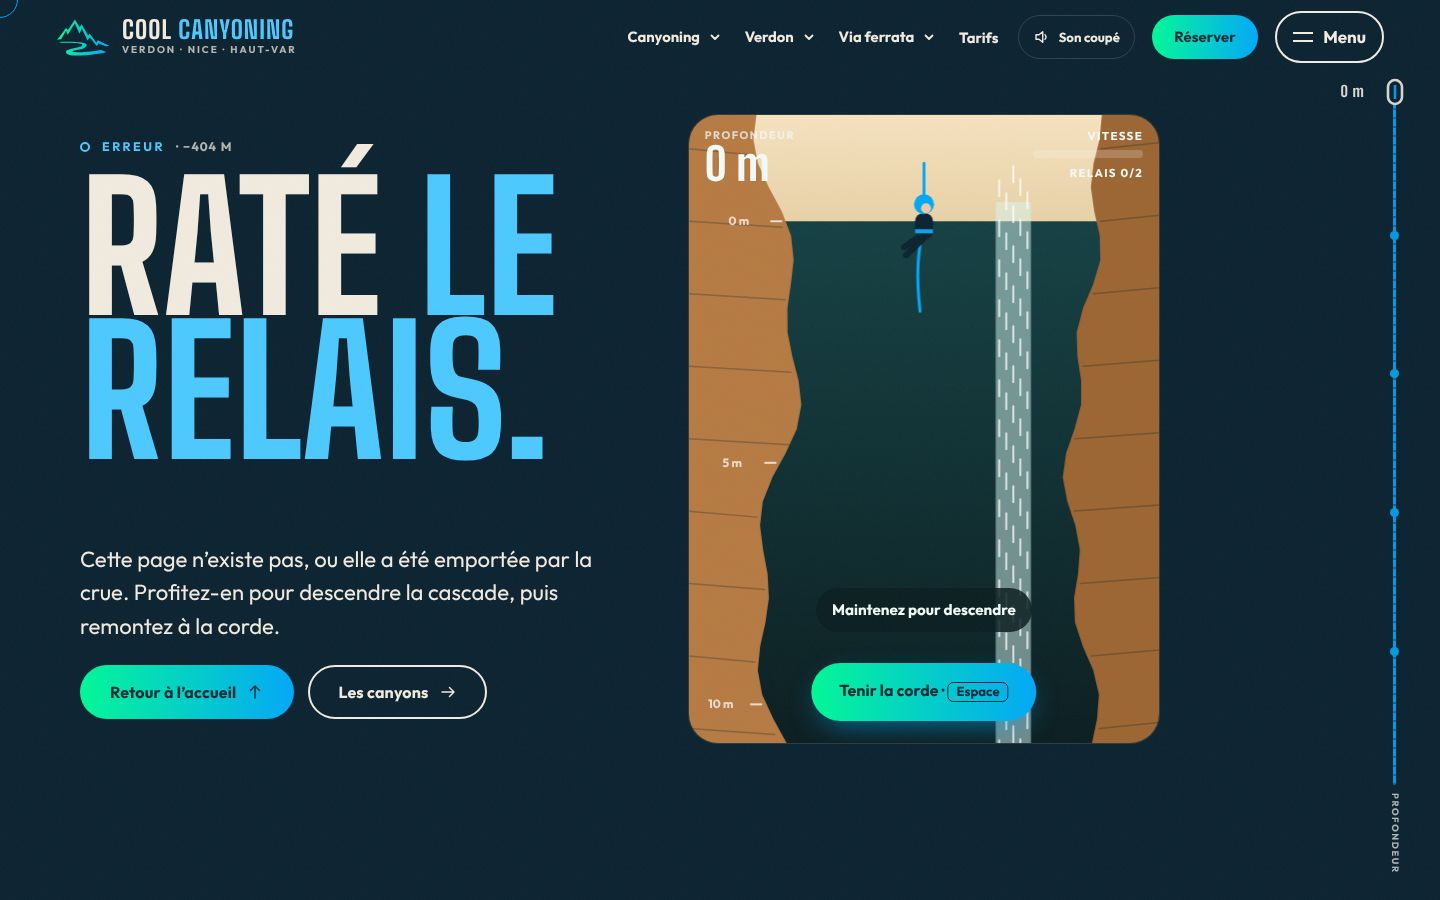 COOL CANYONING
VERDON · NICE · HAUT-VAR
Canyoning
Verdon
Via ferrata
Tarifs
Son coupé
Réserver
Menu
0 m
ERREUR · −404 M
RATÉ LE
RELAIS.
Cette page n’existe pas, ou elle a été emportée par la
crue. Profitez-en pour descendre la cascade, puis
remontez à la corde.
Retour à l’accueil
Les canyons
PROFONDEUR
0 m
VITESSE
RELAIS 0/2
0 m
5 m
10 m
Maintenez pour descendre
Tenir la corde · Espace
PROFONDEUR